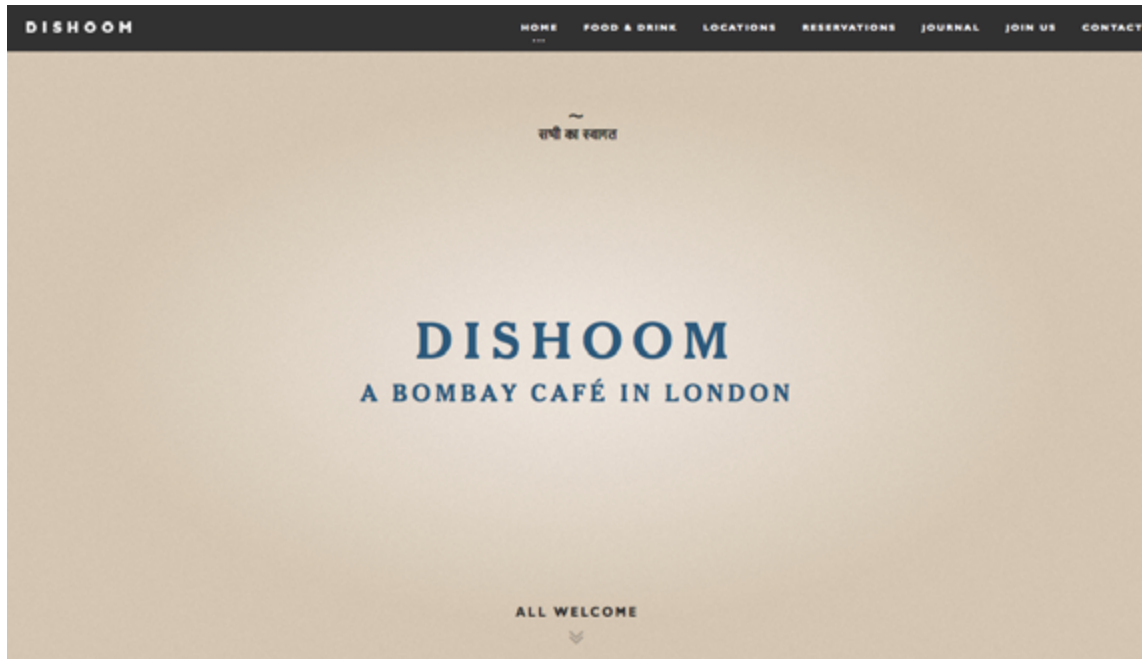 DISHOOM
HOME FOOD & DRINK LOCATIONS RESERVATIONS JOURNAL JOIN US CONTACT
सभी का स्वागत
DISHOOM
A BOMBAY CAFÉ IN LONDON
ALL WELCOME